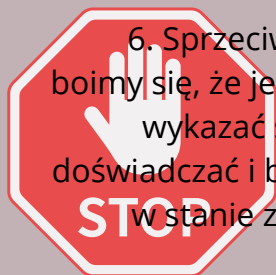 6. Sprzeciw
boimy się, że je
wykazać s
doświadczać i b
STOP
w stanie z